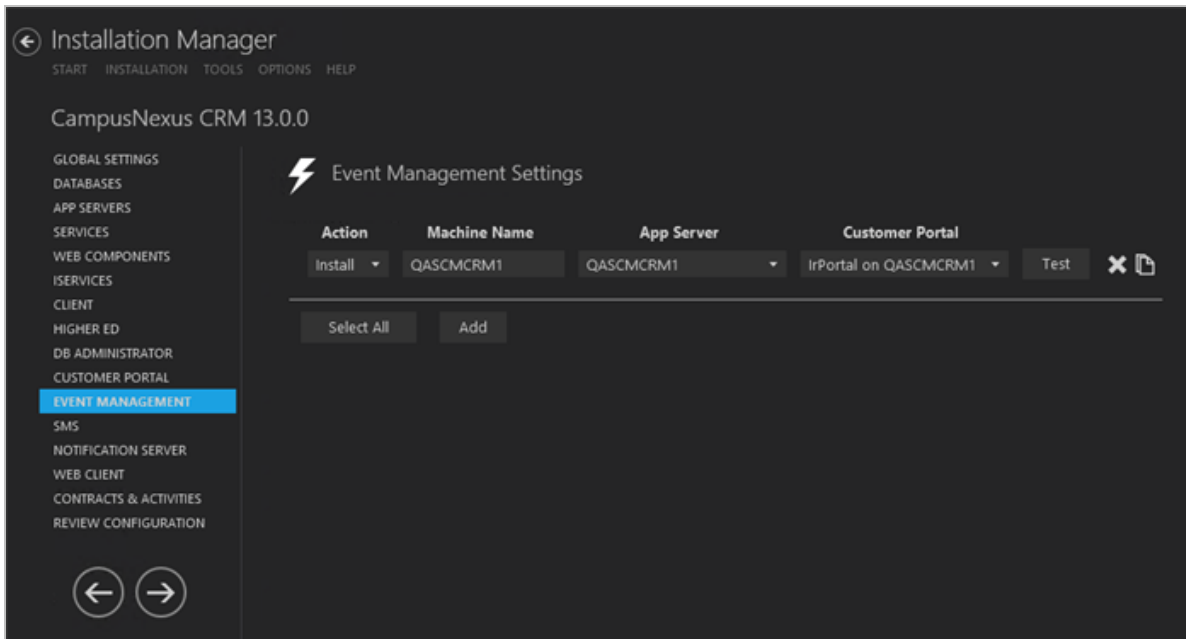 Installation Manager
START INSTALLATION TOOLS OPTIONS HELP
CampusNexus CRM 13.0.0
GLOBAL SETTINGS
DATABASES
APP SERVERS
SERVICES
WEB COMPONENTS
ISERVICES
CLIENT
HIGHER ED
DB ADMINISTRATOR
CUSTOMER PORTAL
EVENT MANAGEMENT
SMS
NOTIFICATION SERVER
WEB CLIENT
CONTRACTS & ACTIVITIES
REVIEW CONFIGURATION
Event Management Settings
Action Machine Name App Server Customer Portal
Install QASCMCRM1 QASCMCRM1 IrPortal on QASCMCRM1 Test
Select All Add